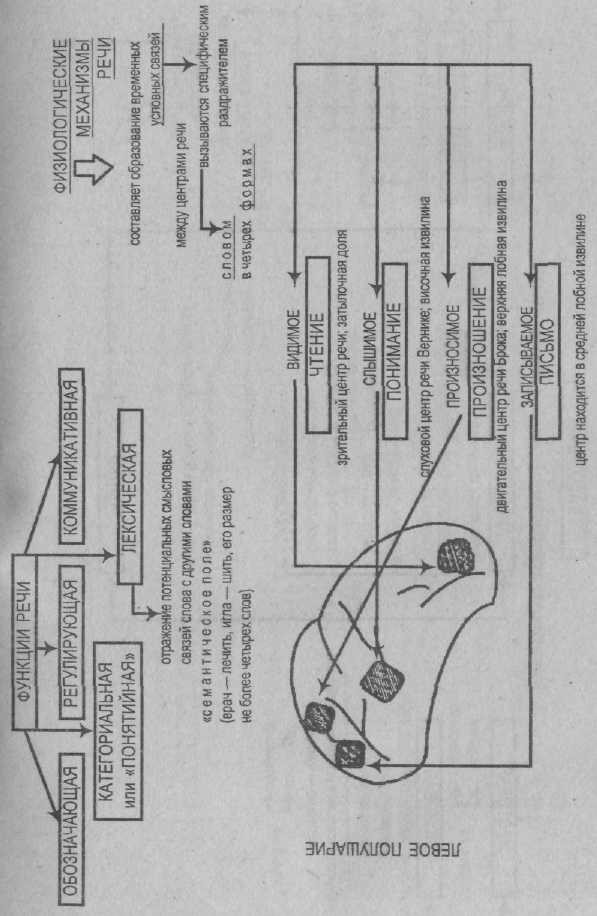 ФУНКЦИИ РЕЧИ
ОБОЗНАЧАЮЩАЯ
РЕГУЛИРУЮЩАЯ
КОММУНИКАТИВНАЯ
КАТЕГОРИАЛЬНАЯ
или «ПОНЯТИЙНАЯ»
ЛЕКСИЧЕСКАЯ
отражение потенциальных смысловых
связей слова с другими словами
«семантическое поле»
(врач — лечить, игла — шить, его размер
не более четырех слов)
ФИЗИОЛОГИЧЕСКИЕ
МЕХАНИЗМЫ
РЕЧИ
составляет образование временных
условных связей
между центрами речи
вызываются специфическим
раздражителем
словом
в четырех формах
ЛЕВОЕ ПОЛУШАРИЕ
ВИДИМОЕ
ЧТЕНИЕ
зрительный центр речи; затылочная доля
СЛЫШИМОЕ
ПОНИМАНИЕ
слуховой центр речи Вернике; височная извилина
ПРОИЗНОСИМОЕ
ПРОИЗНОШЕНИЕ
двигательный центр речи Брока; верхняя лобная извилина
ЗАПИСЫВАЕМОЕ
ПИСЬМО
центр находится в средней лобной извилине